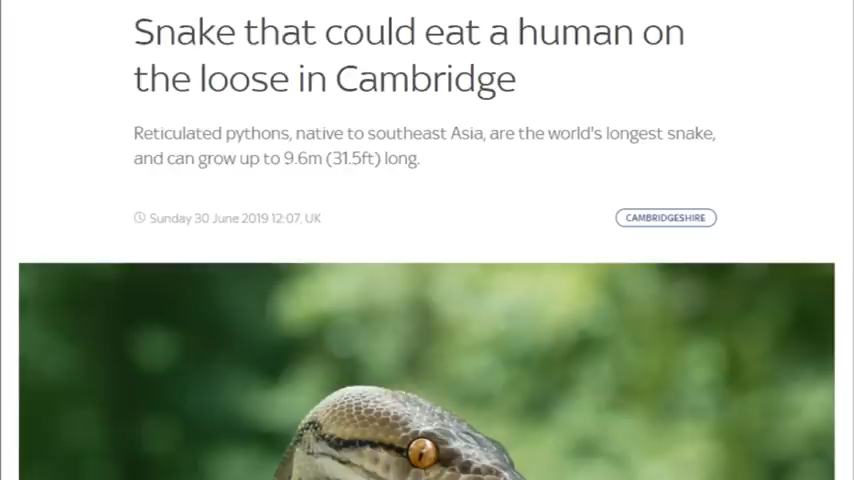 Snake that could eat a human on
the loose in Cambridge
Reticulated pythons, native to southeast Asia, are the world's longest snake,
and can grow up to 9.6m (31.5ft) long.
Sunday 30 June 2019 12:07, UK
CAMBRIDGESHIRE